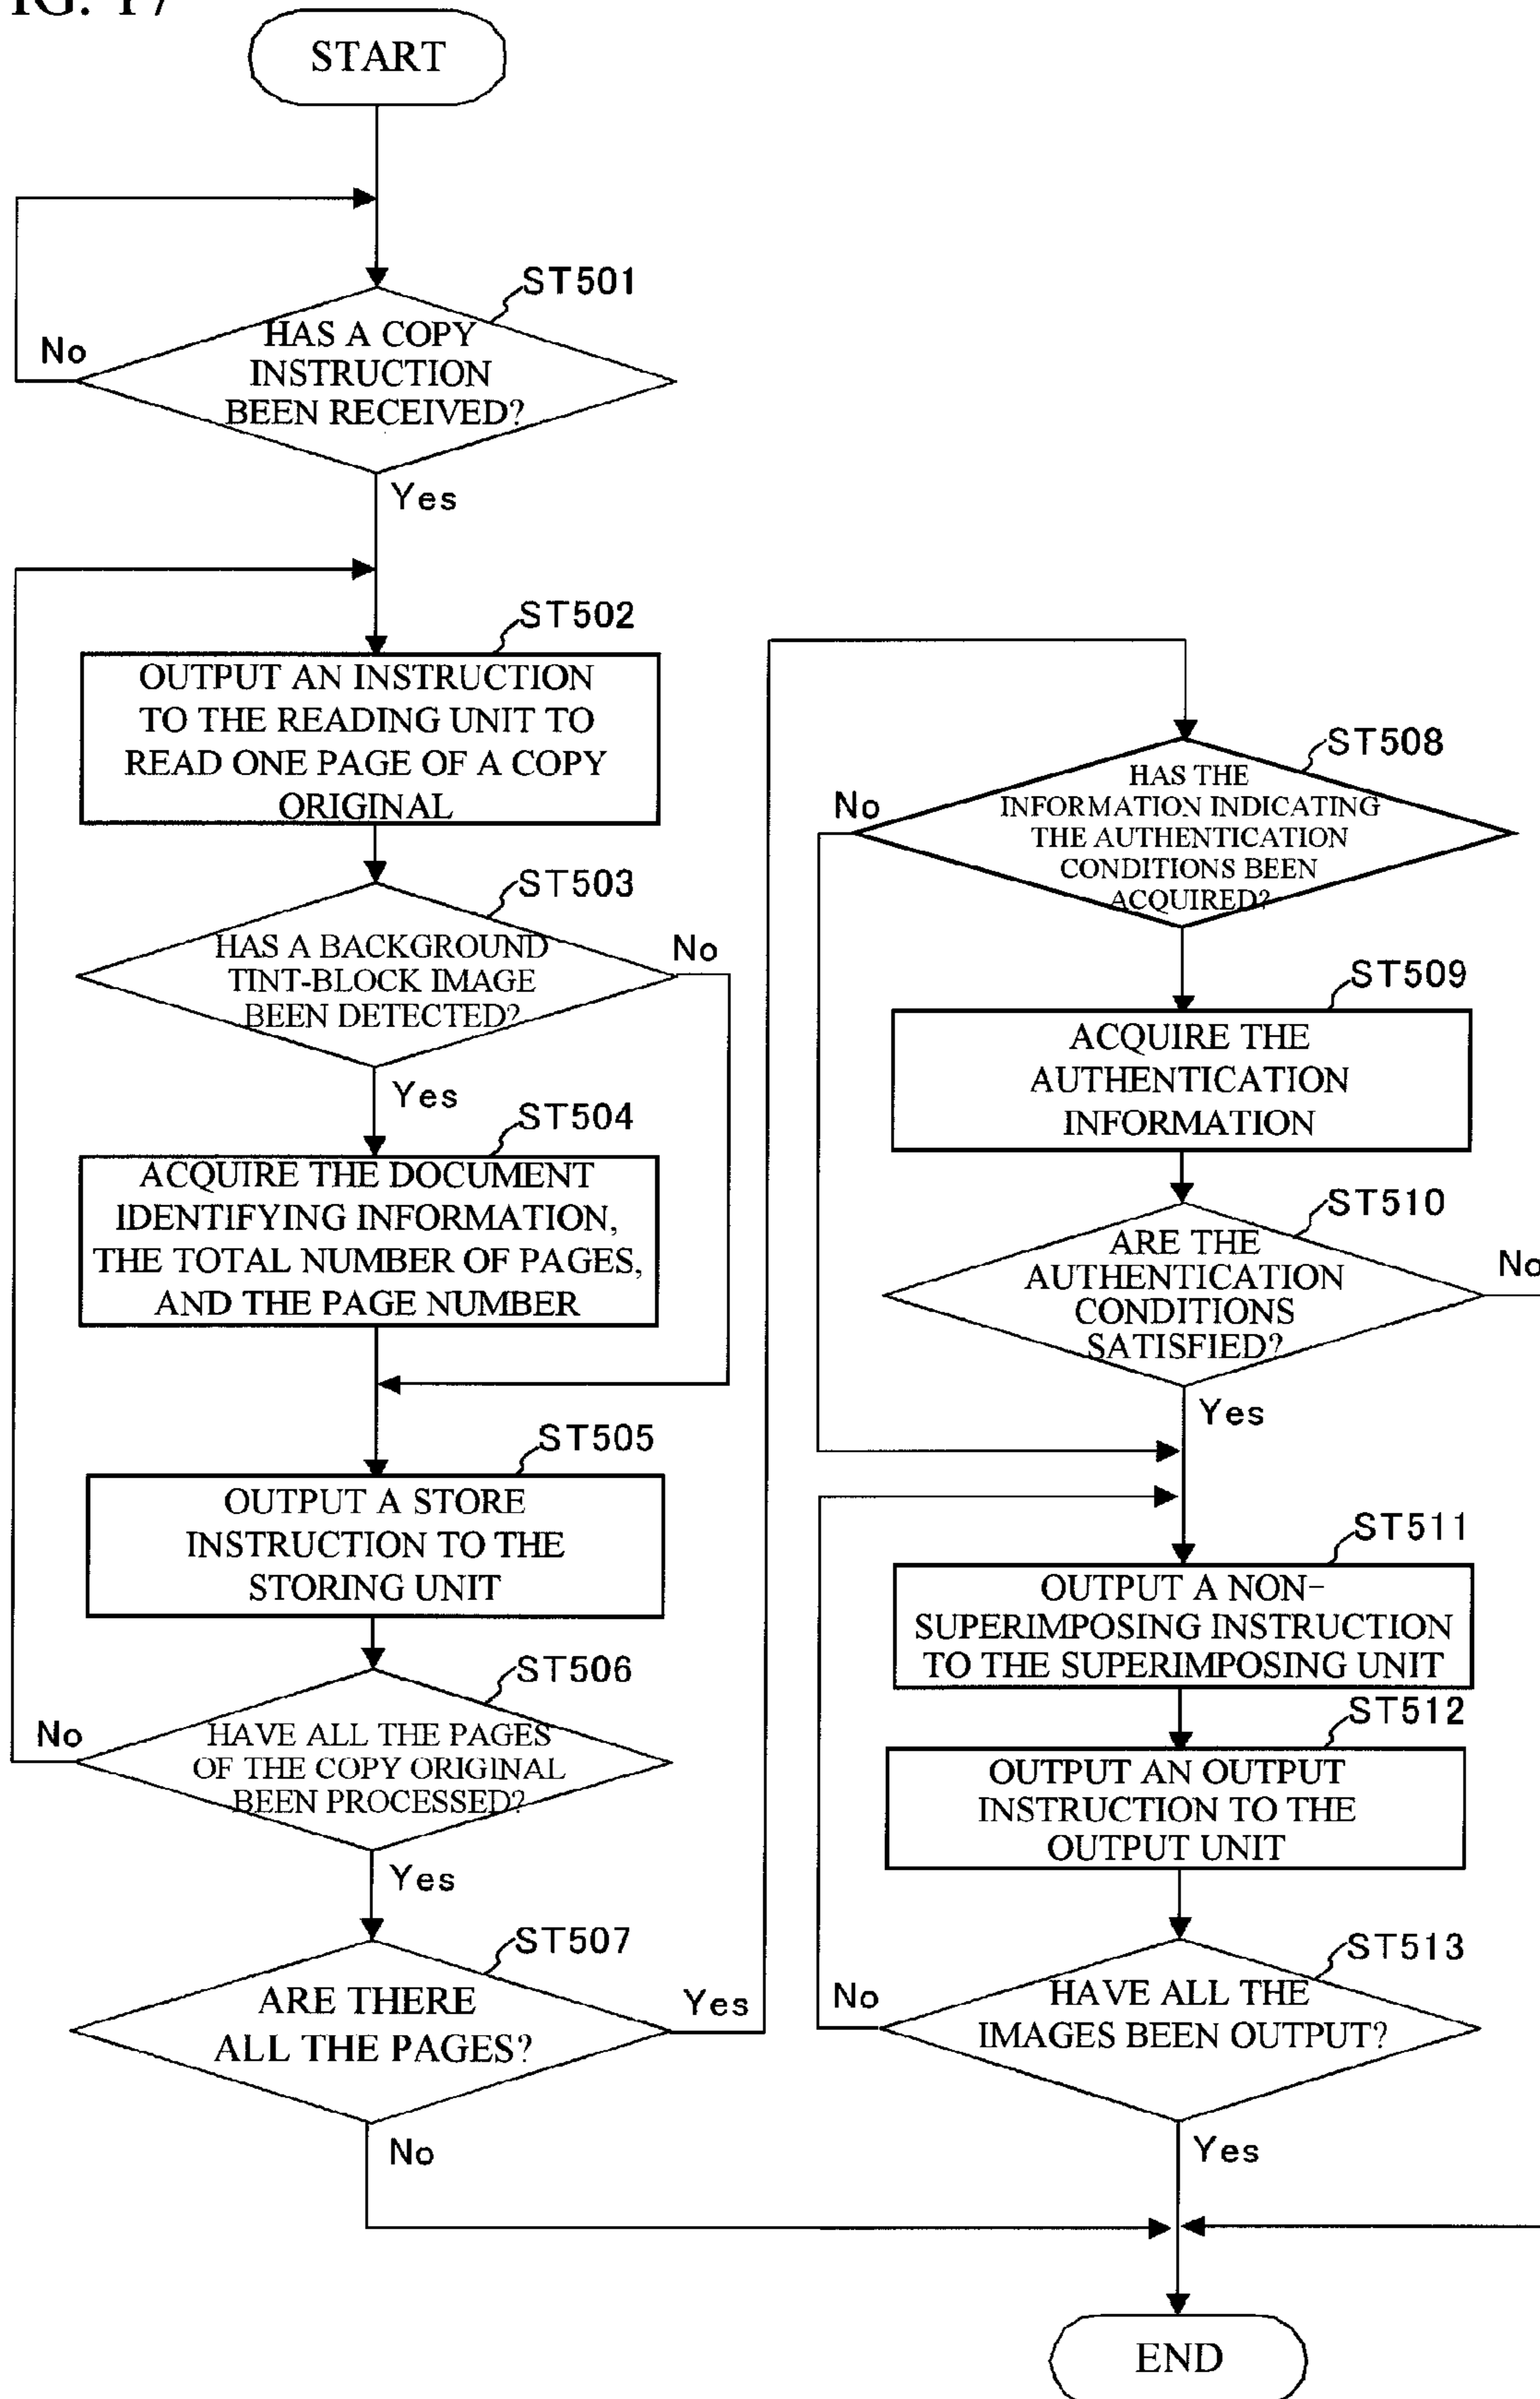 IG. 17
START
ST501
HAS A COPY
INSTRUCTION
BEEN RECEIVED?
No
Yes
ST502
OUTPUT AN INSTRUCTION
TO THE READING UNIT TO
READ ONE PAGE OF A COPY
ORIGINAL
ST503
HAS A BACKGROUND
TINT-BLOCK IMAGE
BEEN DETECTED?
No
Yes
ST504
ACQUIRE THE DOCUMENT
IDENTIFYING INFORMATION,
THE TOTAL NUMBER OF PAGES,
AND THE PAGE NUMBER
ST505
OUTPUT A STORE
INSTRUCTION TO THE
STORING UNIT
ST506
No
HAVE ALL THE PAGES
OF THE COPY ORIGINAL
BEEN PROCESSED?
Yes
ST507
ARE THERE
ALL THE PAGES?
Yes
No
ST508
No
HAS THE
INFORMATION INDICATING
THE AUTHENTICATION
CONDITIONS BEEN
ACQUIRED?
ST509
ACQUIRE THE
AUTHENTICATION
INFORMATION
ST510
ARE THE
AUTHENTICATION
CONDITIONS
SATISFIED?
No
Yes
ST511
OUTPUT A NON-
SUPERIMPOSING INSTRUCTION
TO THE SUPERIMPOSING UNIT
ST512
OUTPUT AN OUTPUT
INSTRUCTION TO THE
OUTPUT UNIT
ST513
No
HAVE ALL THE
IMAGES BEEN OUTPUT?
Yes
END